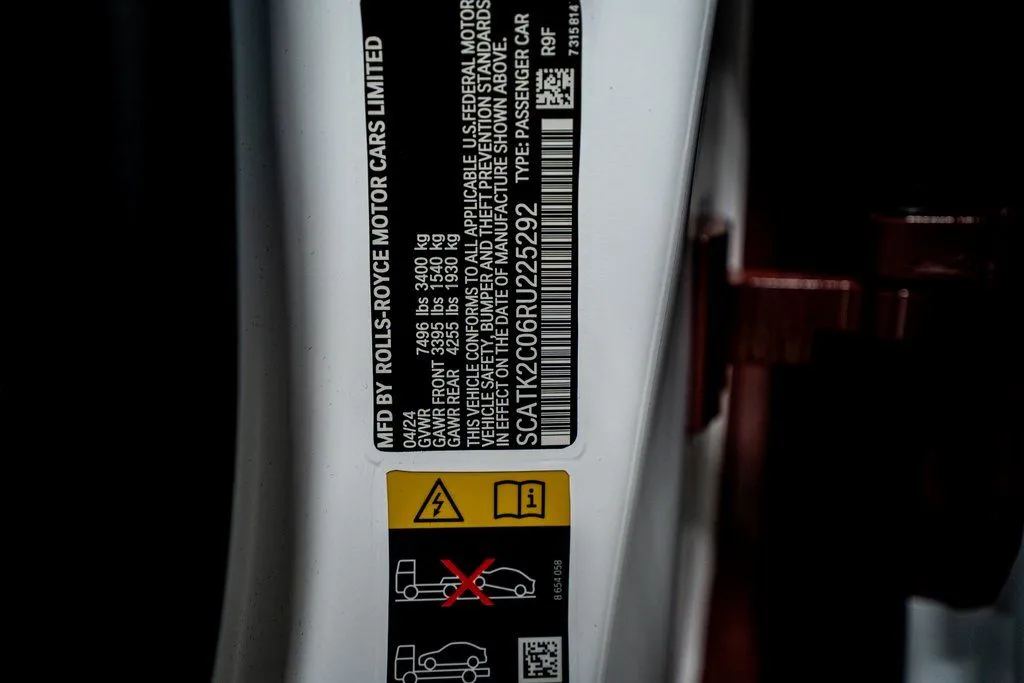 MFD BY ROLLS-ROYCE MOTOR CARS LIMITED
04/24
GVWR 7496 lbs 3400 kg
GAWR FRONT 3395 lbs 1540 kg
GAWR REAR 4255 lbs 1930 kg
THIS VEHICLE CONFORMS TO ALL APPLICABLE U.S.FEDERAL MOTOR
VEHICLE SAFETY, BUMPER AND THEFT PREVENTION STANDARDS
IN EFFECT ON THE DATE OF MANUFACTURE SHOWN ABOVE.
SCATK2C06RU225292 TYPE: PASSENGER CAR
R9F
7315814
i
8 654 058